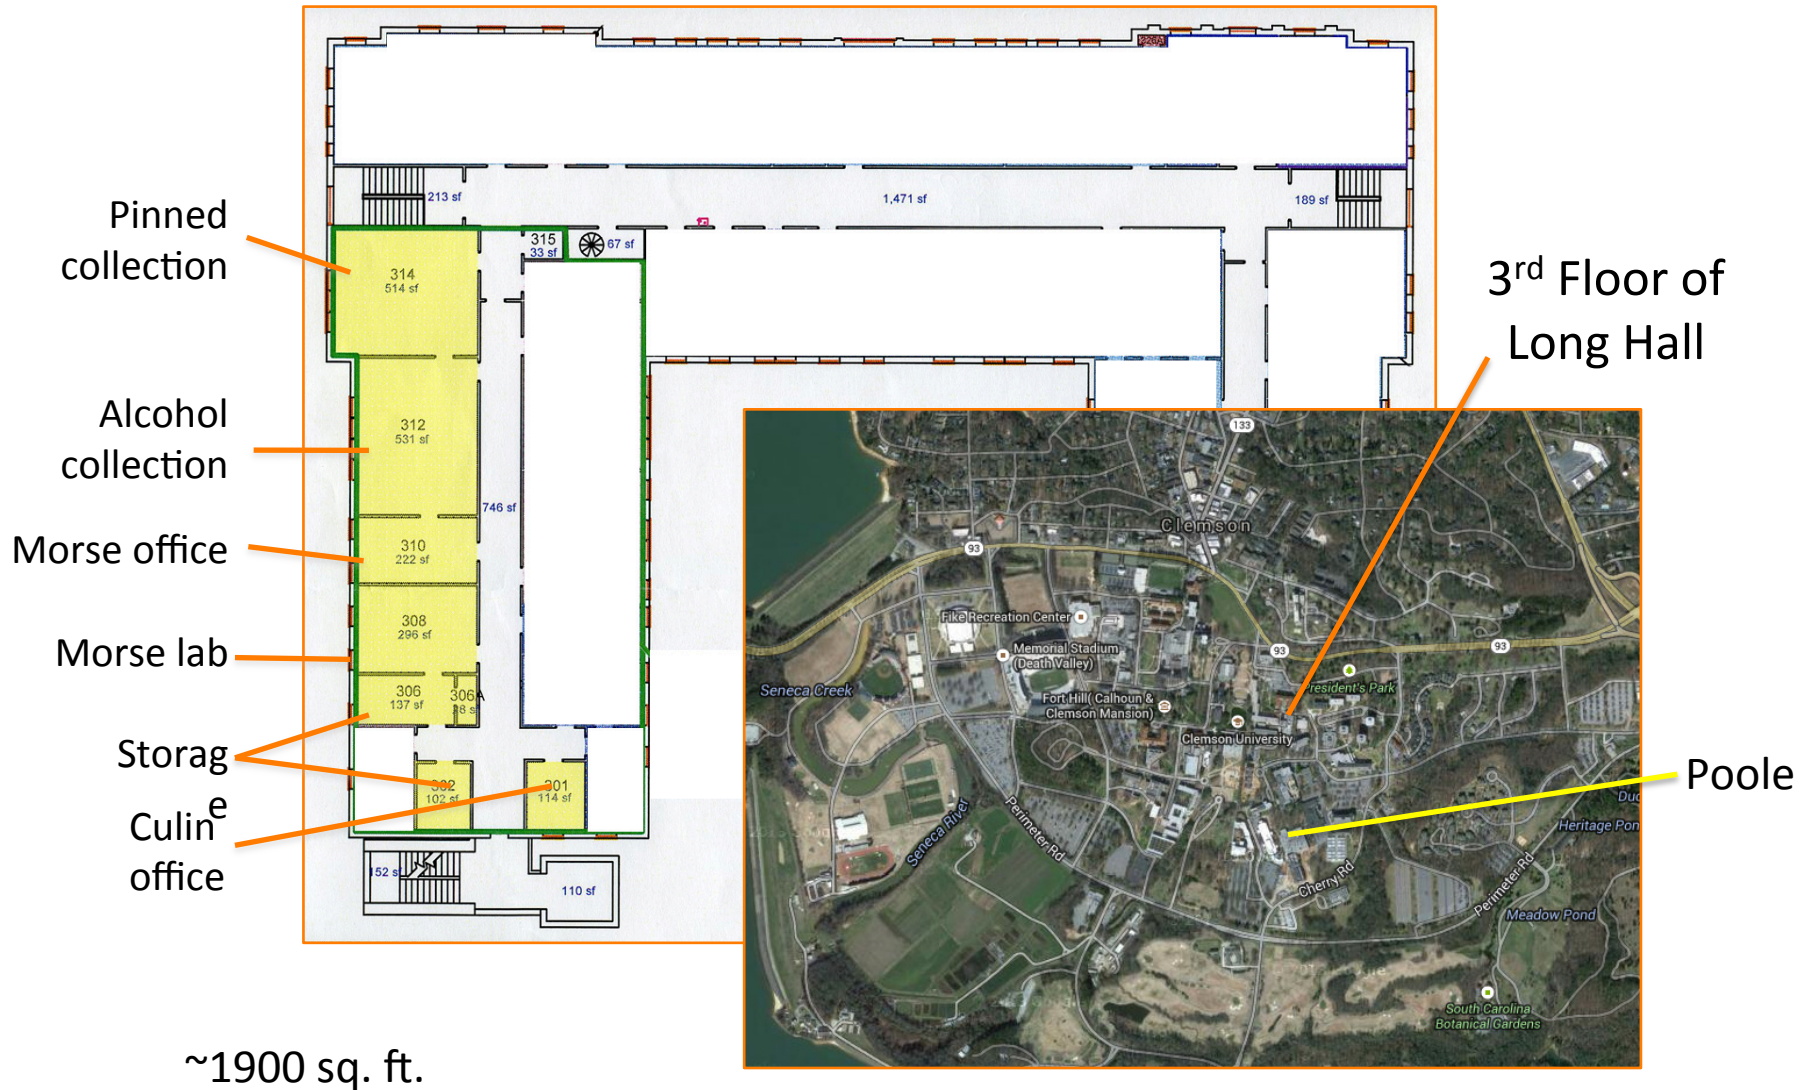 Pinned
collection
Alcohol
collection
Morse office
Morse lab
Storag
e
Culin
office
~1900 sq. ft.
213 sf
1,471 sf
189 sf
315
33 sf
67 sf
314
514 sf
312
531 sf
746 sf
310
222 sf
308
296 sf
306
137 sf
306A
302
102 sf
301
114 sf
152 sf
110 sf
3rd Floor of
Long Hall
Poole
133
Clemson
93
Fike Recreation Center
Memorial Stadium
(Death Valley)
93
93
Seneca Creek
President's Park
Fort Hill( Calhoun &
Clemson Mansion)
Clemson University
Perimeter Rd
Seneca River
Heritage Pon
Cherry Rd
Perimeter Rd
Meadow Pond
South Carolina
Botanical Gardens